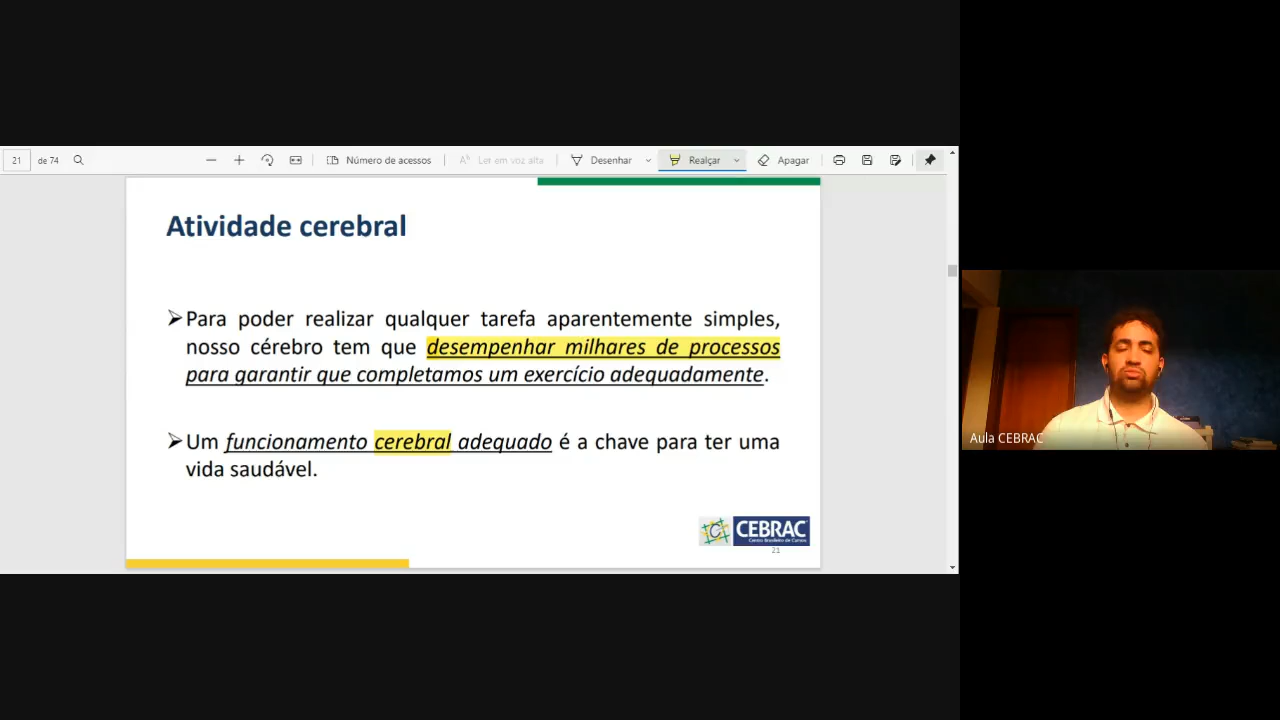 21 de 74 Número de acessos Ler em voz alta Desenhar Realçar Apagar
Atividade cerebral
➢Para poder realizar qualquer tarefa aparentemente simples,
nosso cérebro tem que desempenhar milhares de processos
para garantir que completamos um exercício adequadamente.
➢Um funcionamento cerebral adequado é a chave para ter uma
vida saudável.
C CEBRAC
Centro Brasileiro de Cursos
21
Aula CEBRAC